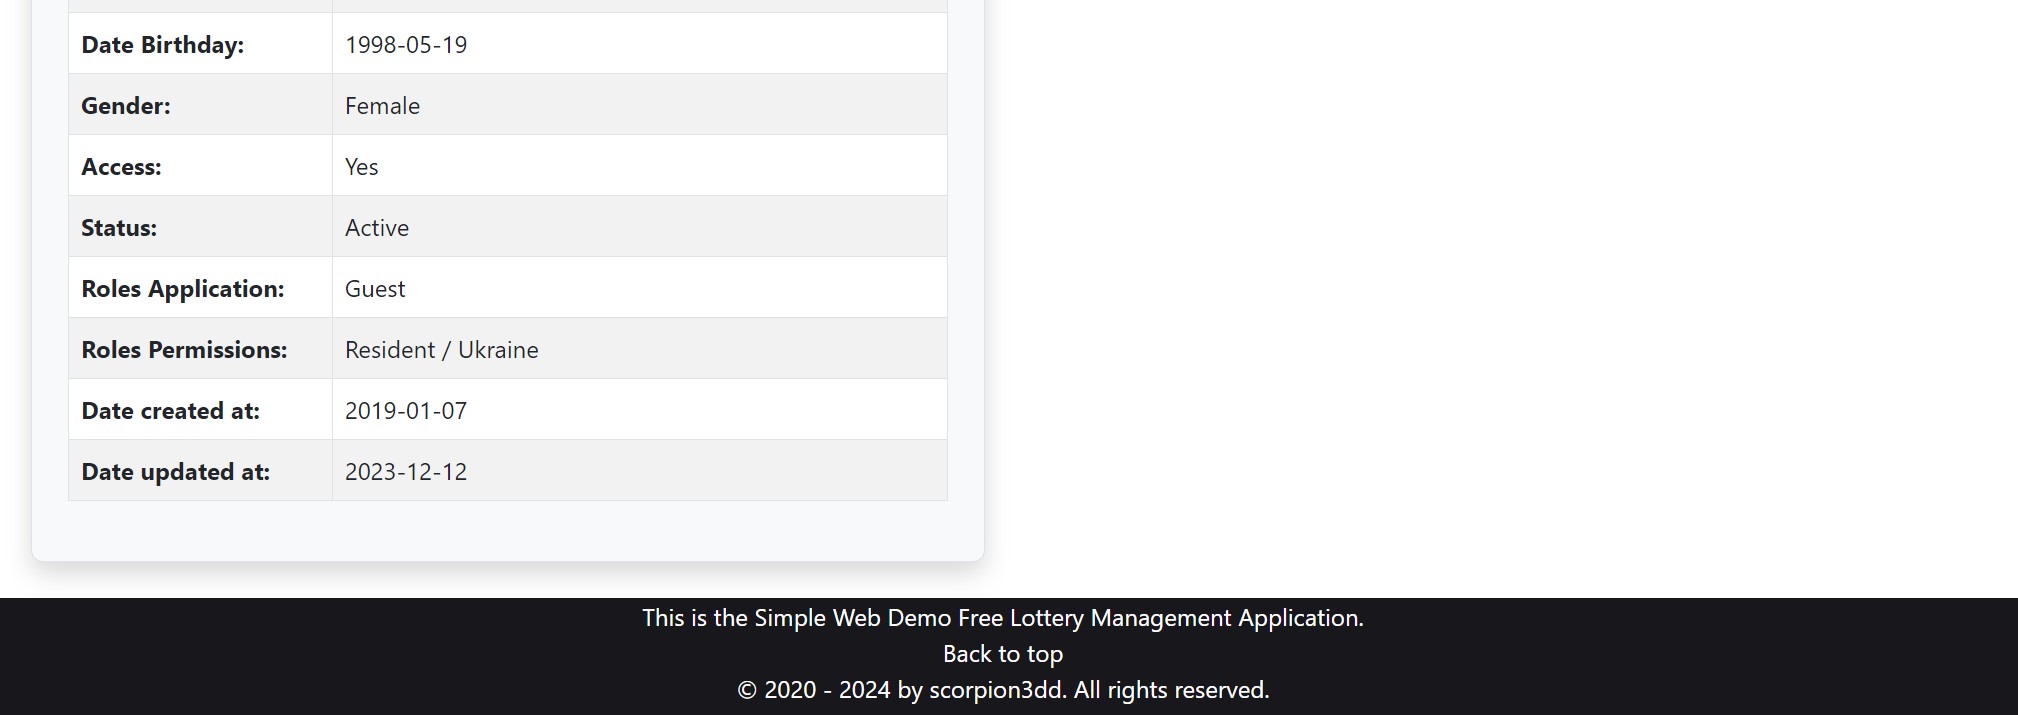 Date Birthday: 1998-05-19
Gender: Female
Access: Yes
Status: Active
Roles Application: Guest
Roles Permissions: Resident / Ukraine
Date created at: 2019-01-07
Date updated at: 2023-12-12
This is the Simple Web Demo Free Lottery Management Application.
Back to top
© 2020 - 2024 by scorpion3dd. All rights reserved.